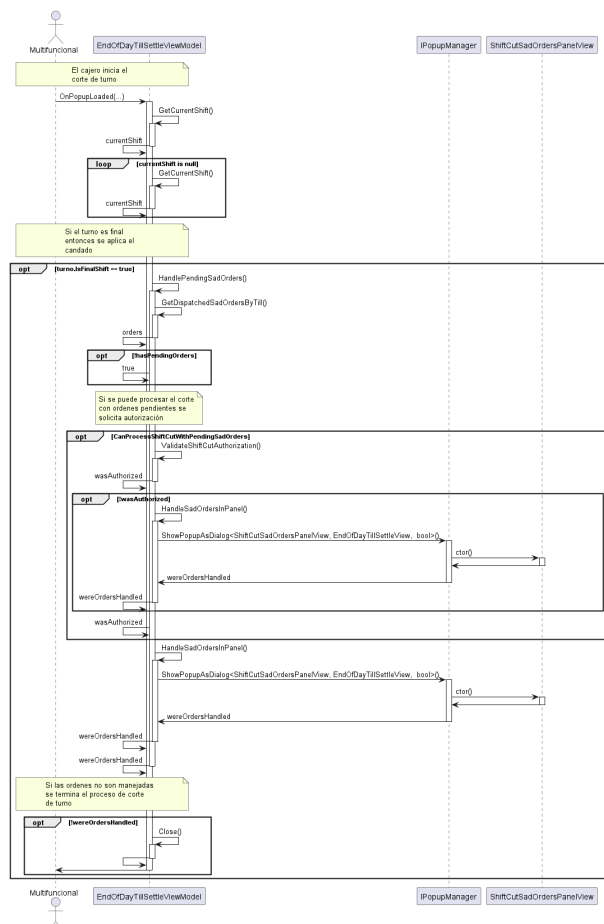 Multifuncional
EndOfDayTillSettleViewModel
IPopupManager
ShiftCutSadOrdersPanelView
El cajero inicia el
corte de turno
OnPopupLoaded(...)
GetCurrentShift()
currentShift
loop [currentShift is null]
GetCurrentShift()
currentShift
Si el turno es final
entonces se aplica el
candado
opt [turno.IsFinalShift == true]
HandlePendingSadOrders()
GetDispatchedSadOrdersByTill()
orders
opt [!hasPendingOrders]
true
Si se puede procesar el corte
con ordenes pendientes se
solicita autorización
opt [CanProcessShiftCutWithPendingSadOrders]
ValidateShiftCutAuthorization()
wasAuthorized
opt [!wasAuthorized]
HandleSadOrdersInPanel()
ShowPopupAsDialog<ShiftCutSadOrdersPanelView, EndOfDayTillSettleView, bool>()
ctor()
wereOrdersHandled
wereOrdersHandled
wasAuthorized
HandleSadOrdersInPanel()
ShowPopupAsDialog<ShiftCutSadOrdersPanelView, EndOfDayTillSettleView, bool>()
ctor()
wereOrdersHandled
wereOrdersHandled
wereOrdersHandled
Si las ordenes no son manejadas
se termina el proceso de corte
de turno
opt [!wereOrdersHandled]
Close()
Multifuncional
EndOfDayTillSettleViewModel
IPopupManager
ShiftCutSadOrdersPanelView